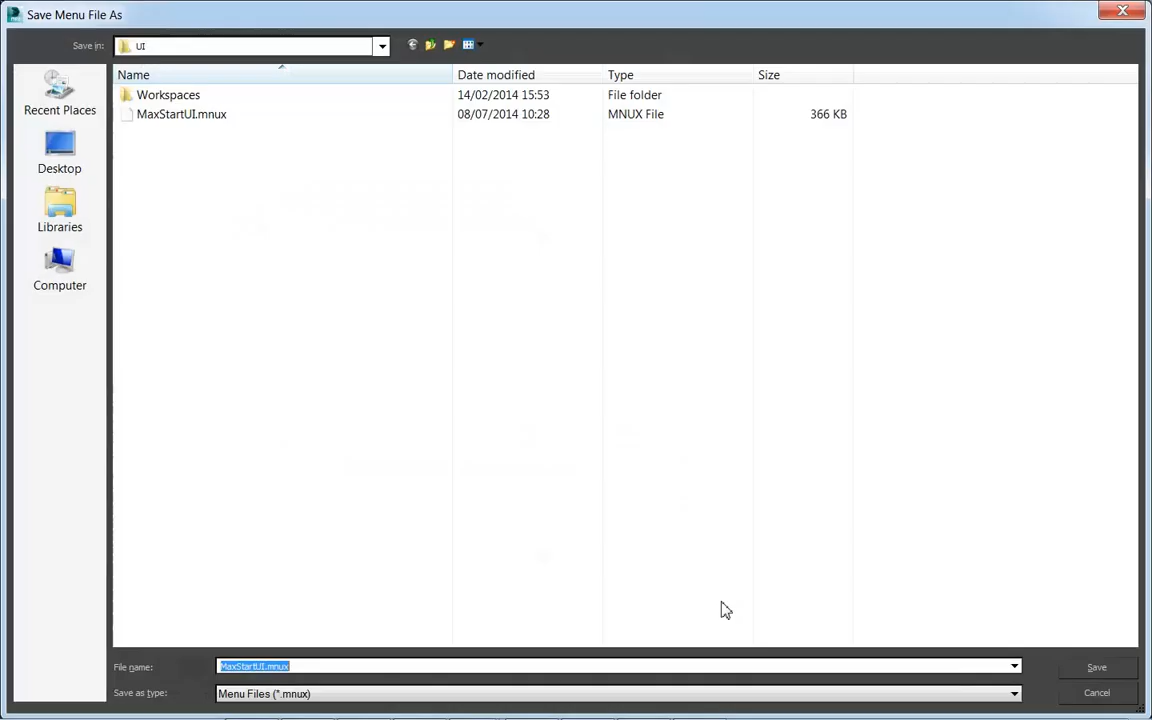 Save Menu File As
Save in: UI
Name Date modified Type Size
Workspaces 14/02/2014 15:53 File folder
MaxStartUI.mnux 08/07/2014 10:28 MNUX File 366 KB
Recent Places
Desktop
Libraries
Computer
File name: MaxStartUI.mnux Save
Save as type: Menu Files (*.mnux) Cancel